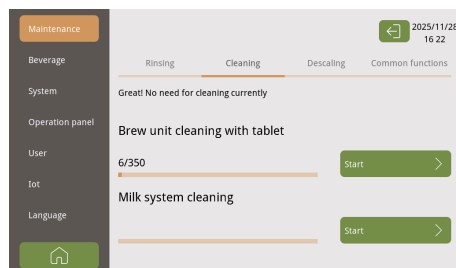 Maintenance
Beverage
System
Operation panel
User
Iot
Language
2025/11/28
16 22
Rinsing
Cleaning
Descaling
Common functions
Great! No need for cleaning currently
Brew unit cleaning with tablet
6/350
Start
Milk system cleaning
Start